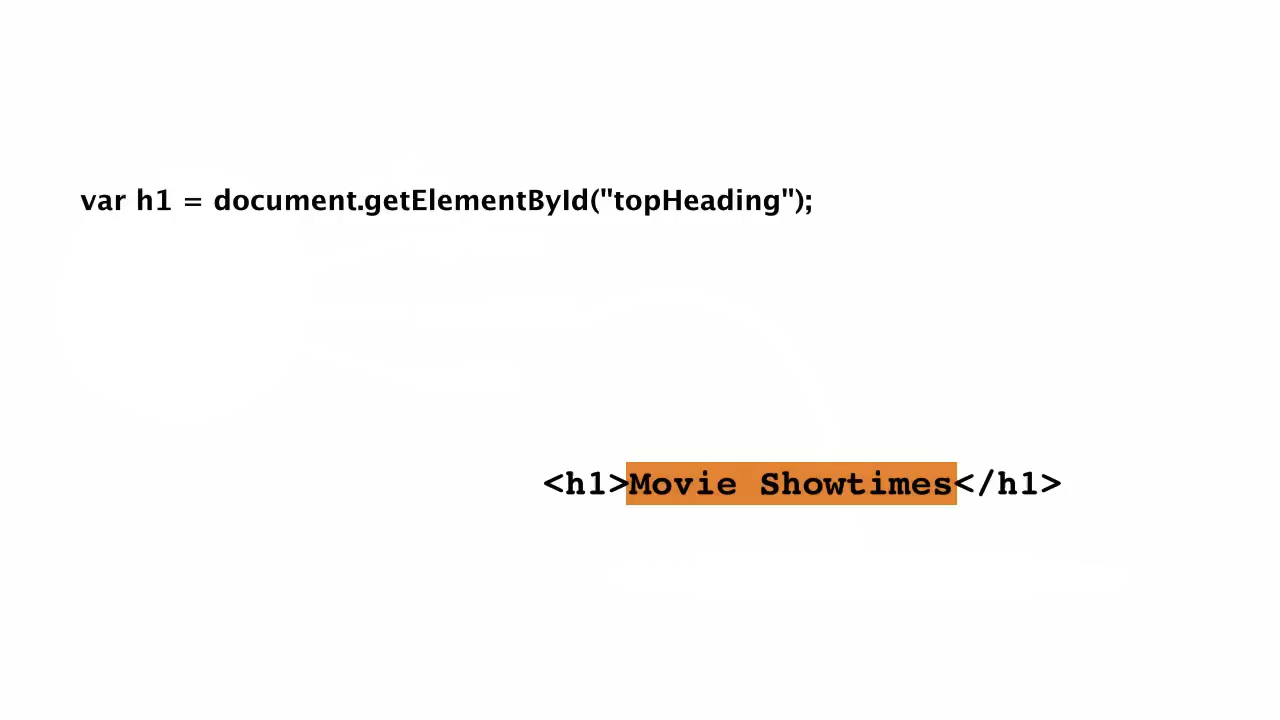 var h1 = document.getElementById("topHeading");
<h1>Movie Showtimes</h1>